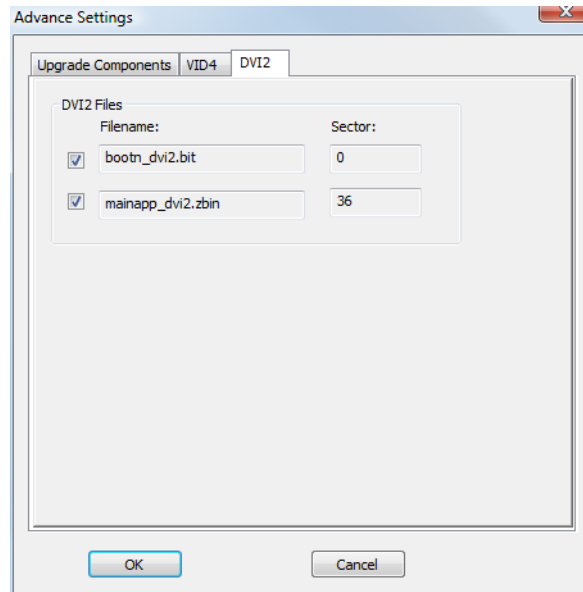 Advance Settings
Upgrade Components VID4 DVI2
DVI2 Files
Filename: Sector:
bootn_dvi2.bit 0
mainapp_dvi2.zbin 36
OK Cancel